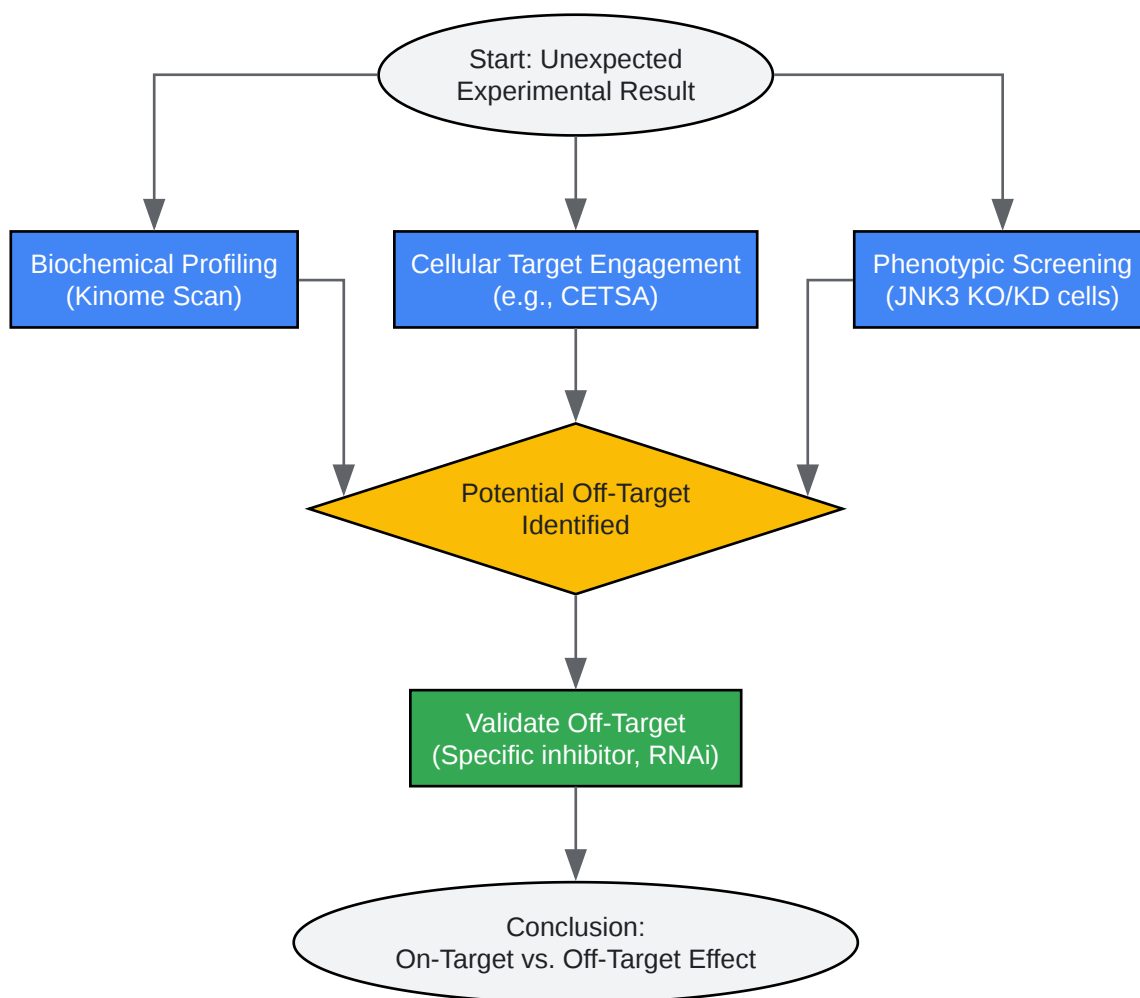 Start: Unexpected
Experimental Result
Biochemical Profiling
(Kinome Scan)
Cellular Target Engagement
(e.g., CETSA)
Phenotypic Screening
(JNK3 KO/KD cells)
Potential Off-Target
Identified
Validate Off-Target
(Specific inhibitor, RNAi)
Conclusion:
On-Target vs. Off-Target Effect